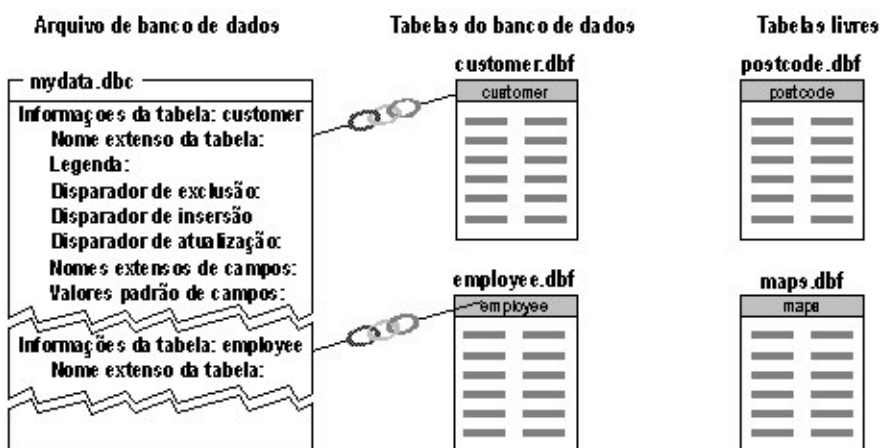 Arquivo de banco de dados
Tabelas do banco de dados
Tabelas livres
mydata.dbc
Informaçoes da tabela: customer
Nome extenso da tabela:
Legenda:
Disparador de exclusão:
Disparador de insersão
Disparador de atualização:
Nomes extensos de campos:
Valores padrão de campos:
Informações da tabela: employee
Nome extenso da tabela:
customer.dbf
customer
employee.dbf
employee
postcode.dbf
postcode
maps.dbf
maps